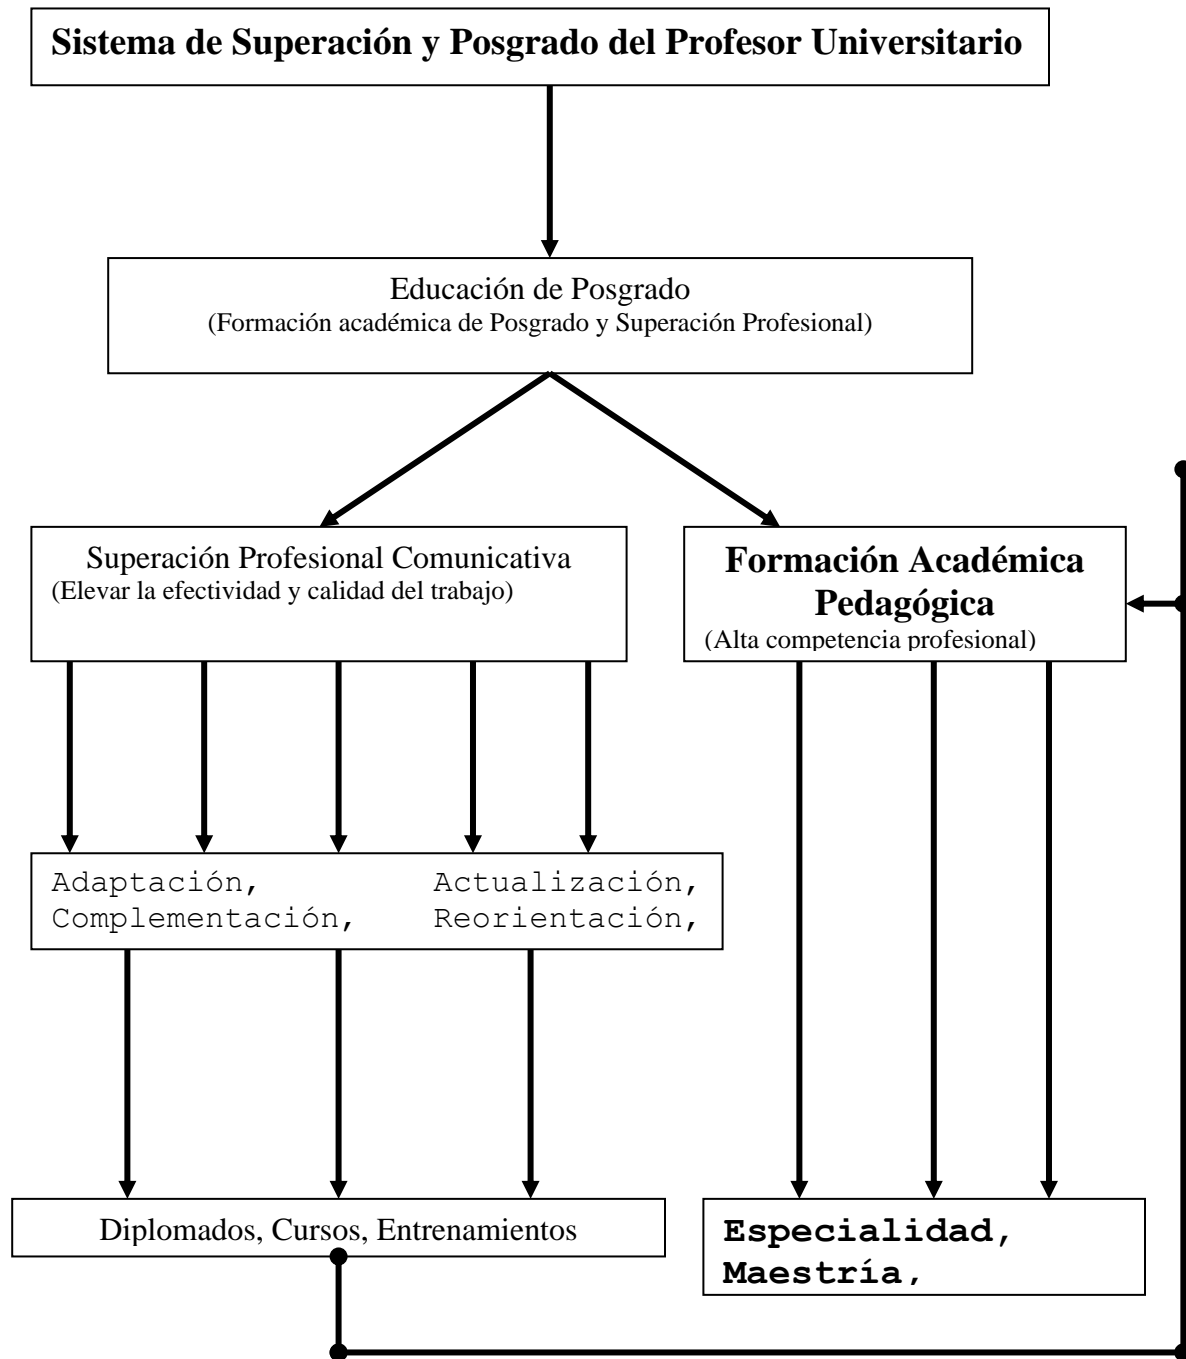 Sistema de Superación y Posgrado del Profesor Universitario
Educación de Posgrado
(Formación académica de Posgrado y Superación Profesional)
Superación Profesional Comunicativa
(Elevar la efectividad y calidad del trabajo)
Formación Académica
Pedagógica
(Alta competencia profesional)
Adaptación, Actualización,
Complementación, Reorientación,
Diplomados, Cursos, Entrenamientos
Especialidad,
Maestría,